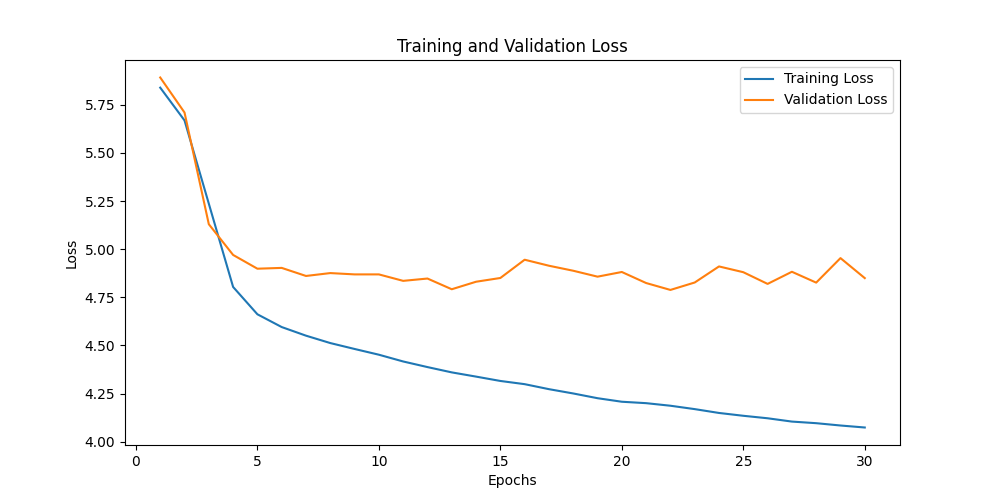 Training and Validation Loss
Training Loss
Validation Loss
5.75
5.50
5.25
5.00
4.75
4.50
4.25
4.00
Loss
0 5 10 15 20 25 30
Epochs